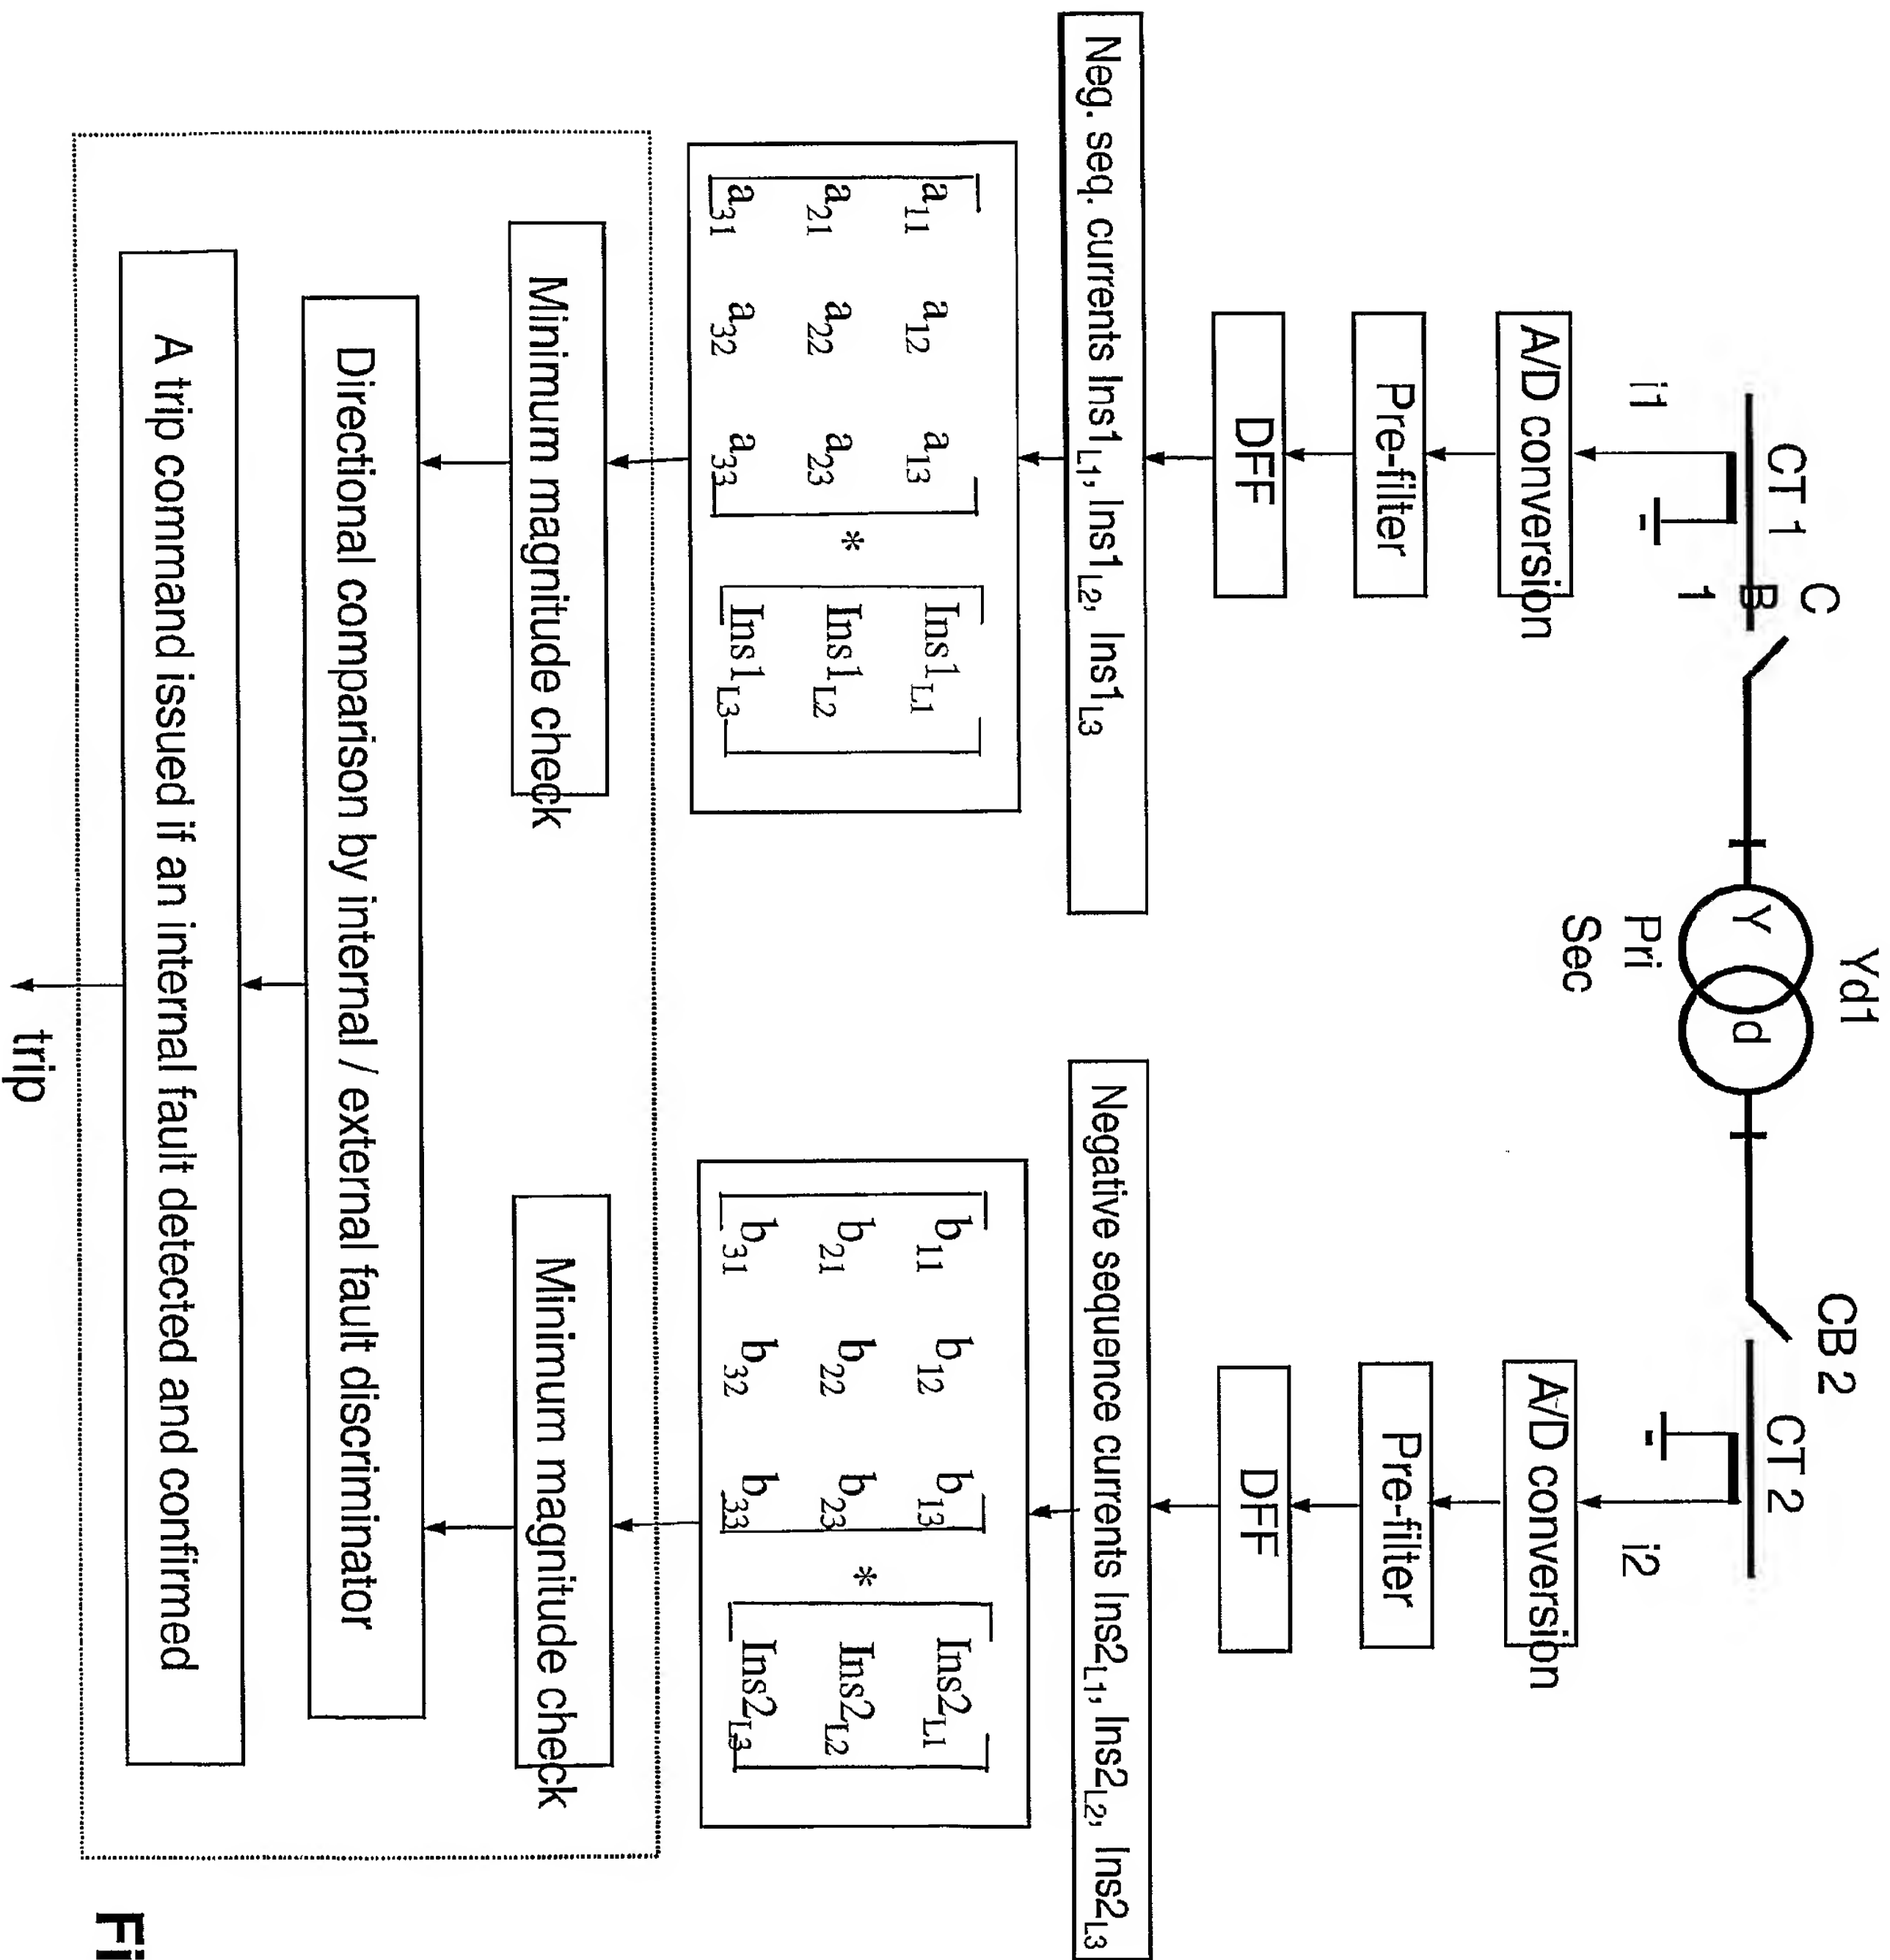 Yd1
C
B
1
CB 2
CT 1
CT 2
Y
d
Pri
Sec
i1
i2
A/D conversion
A/D conversion
Pre-filter
Pre-filter
DFF
DFF
Neg. seq. currents Ins1L1, Ins1L2, Ins1L3
Negative sequence currents Ins2L1, Ins2L2, Ins2L3
a11 a12 a13 Ins1L1
a21 a22 a23 * Ins1L2
a31 a32 a33 Ins1L3
b11 b12 b13 Ins2L1
b21 b22 b23 * Ins2L2
b31 b32 b33 Ins2L3
Minimum magnitude check
Minimum magnitude check
Directional comparison by internal / external fault discriminator
A trip command issued if an internal fault detected and confirmed
trip